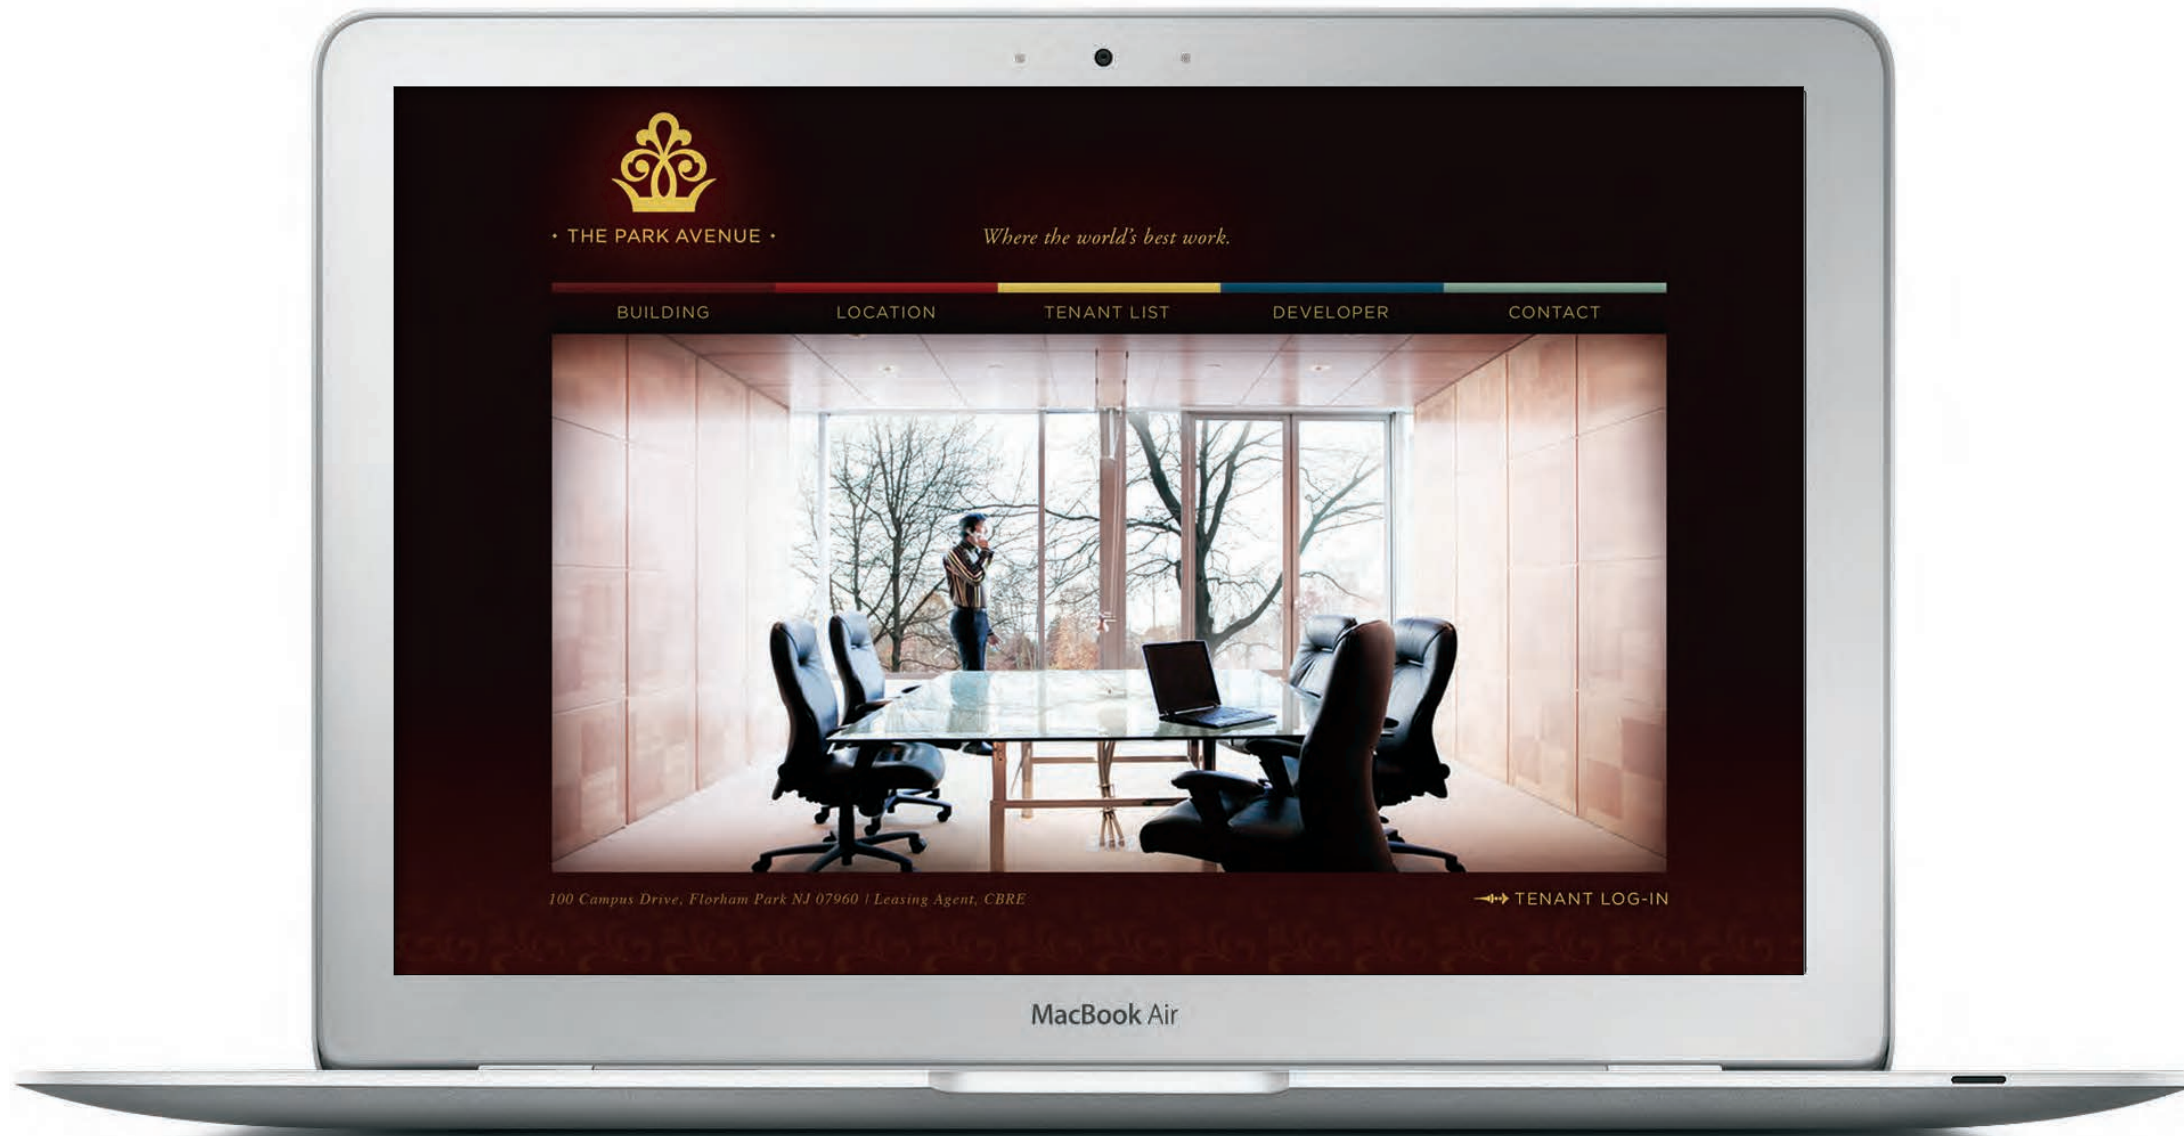 • THE PARK AVENUE •
Where the world's best work.
BUILDING LOCATION TENANT LIST DEVELOPER CONTACT
100 Campus Drive, Florham Park NJ 07960 | Leasing Agent, CBRE
TENANT LOG-IN
MacBook Air